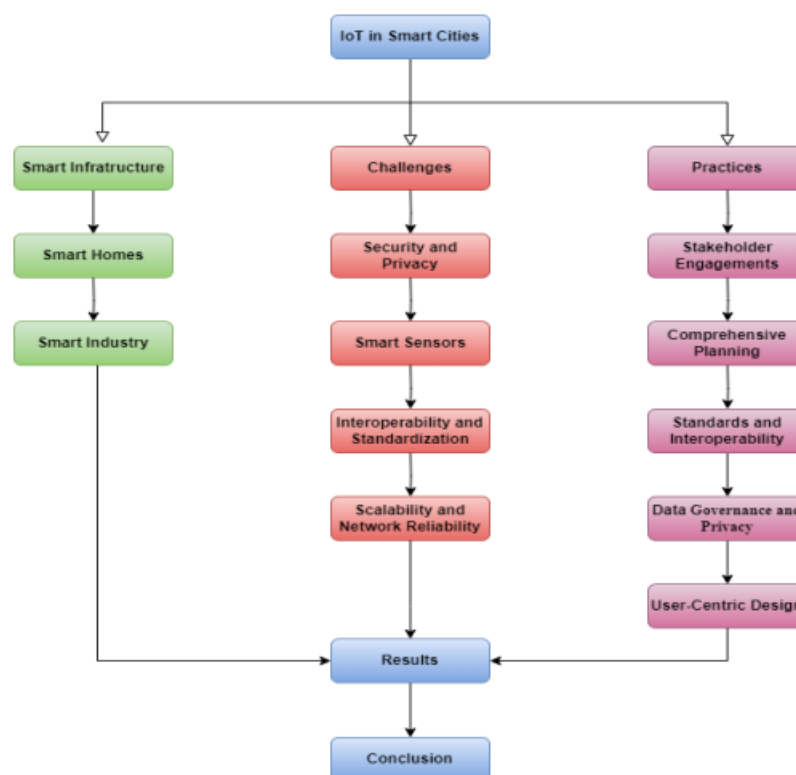 IoT in Smart Cities
Smart Infratructure
Challenges
Practices
Smart Homes
Security and
Privacy
Stakeholder
Engagements
Smart Industry
Smart Sensors
Comprehensive
Planning
Interoperability and
Standardization
Standards and
Interoperability
Scalability and
Network Reliability
Data Governance and
Privacy
User-Centric Design
Results
Conclusion